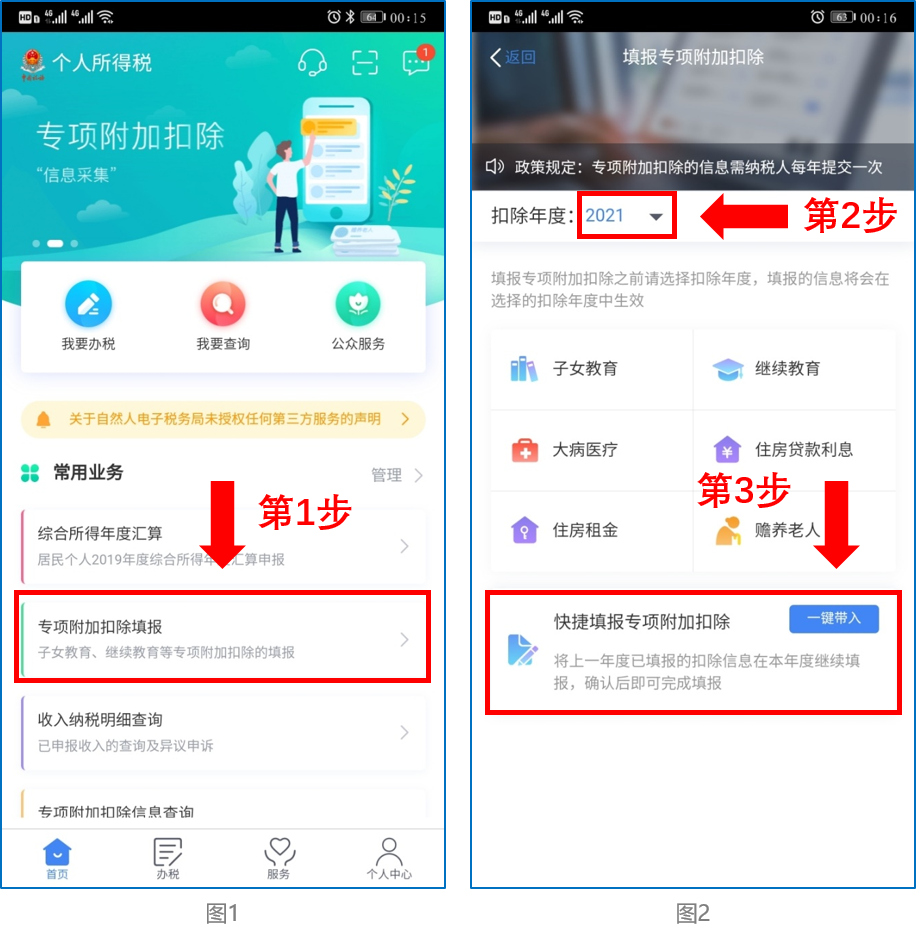 HD 4G 4G 64 00:15
个人所得税
1
专项附加扣除
“信息采集”
我要办税
我要查询
公众服务
关于自然人电子税务局未授权任何第三方服务的声明
常用业务
管理
第1步
综合所得年度汇算
居民个人2019年度综合所得年度汇算申报
专项附加扣除填报
子女教育、继续教育等专项附加扣除的填报
收入纳税明细查询
已申报收入的查询及异议申诉
专项附加扣除信息查询
首页
办税
服务
个人中心
图1
HD 4G 4G 63 00:16
返回
填报专项附加扣除
政策规定：专项附加扣除的信息需纳税人每年提交一次
扣除年度：
2021
第2步
填报专项附加扣除之前请选择扣除年度，填报的信息将会在
选择的扣除年度中生效
子女教育
继续教育
大病医疗
住房贷款利息
第3步
住房租金
赡养老人
快捷填报专项附加扣除
一键带入
将上一年度已填报的扣除信息在本年度继续填
报，确认后即可完成填报
图2